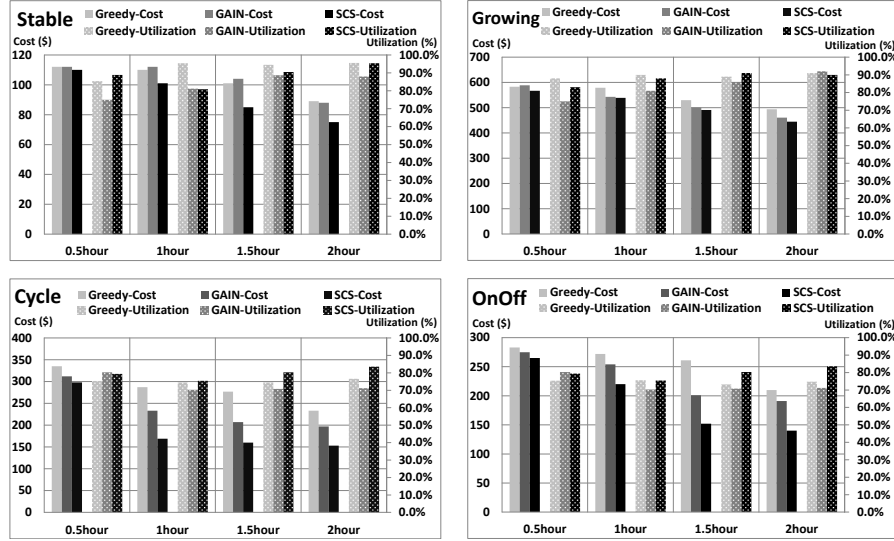 Stable
Greedy-Cost GAIN-Cost SCS-Cost
Greedy-Utilization GAIN-Utilization SCS-Utilization
Cost ($) Utilization (%)
120 100.0%
100 90.0%
80 80.0%
60 70.0%
40 60.0%
20 50.0%
0 40.0%
30.0%
20.0%
10.0%
0.0%
0.5hour 1hour 1.5hour 2hour
Growing
Greedy-Cost GAIN-Cost SCS-Cost
Greedy-Utilization GAIN-Utilization SCS-Utilization
Cost ($) Utilization (%)
700 100.0%
600 90.0%
500 80.0%
400 70.0%
300 60.0%
200 50.0%
100 40.0%
0 30.0%
20.0%
10.0%
0.0%
0.5hour 1hour 1.5hour 2hour
Cycle
Greedy-Cost GAIN-Cost SCS-Cost
Greedy-Utilization GAIN-Utilization SCS-Utilization
Cost ($) Utilization (%)
400 100.0%
350 90.0%
300 80.0%
250 70.0%
200 60.0%
150 50.0%
100 40.0%
50 30.0%
0 20.0%
10.0%
0.0%
0.5hour 1hour 1.5hour 2hour
OnOff
Greedy-Cost GAIN-Cost SCS-Cost
Greedy-Utilization GAIN-Utilization SCS-Utilization
Cost ($) Utilization (%)
300 100.0%
250 90.0%
200 80.0%
150 70.0%
100 60.0%
50 50.0%
0 40.0%
30.0%
20.0%
10.0%
0.0%
0.5hour 1hour 1.5hour 2hour